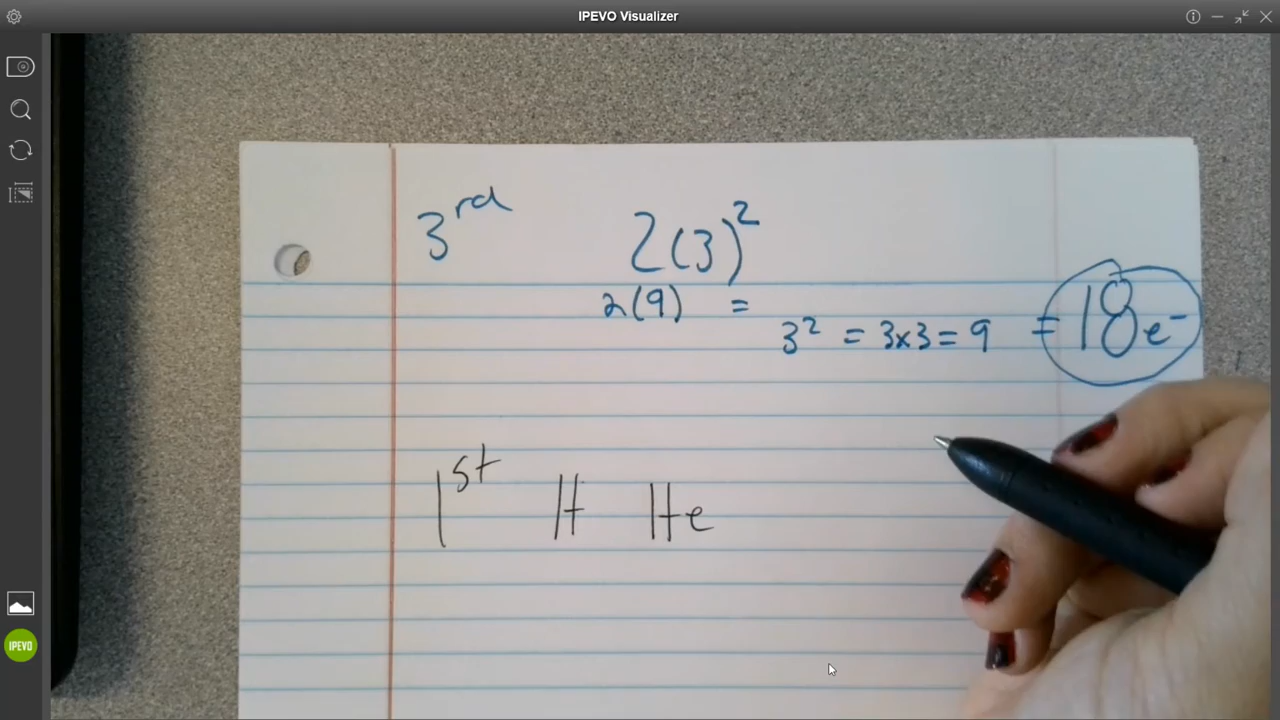 IPEVO Visualizer
3rd 2(3)²
2(9) = 3² = 3x3 = 9 = 18e⁻
1st H He
IPEVO